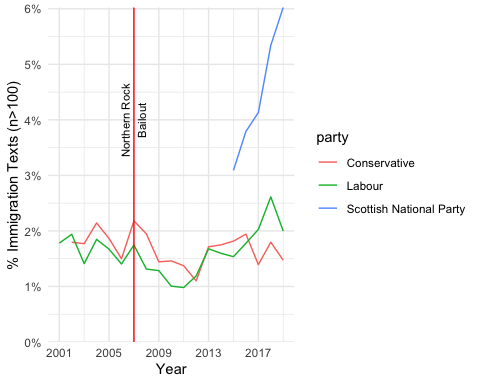 6%
5%
4%
3%
2%
1%
0%
% Immigration Texts (n>100)
Northern Rock
Bailout
2001
2005
2009
2013
2017
Year
party
Conservative
Labour
Scottish National Party